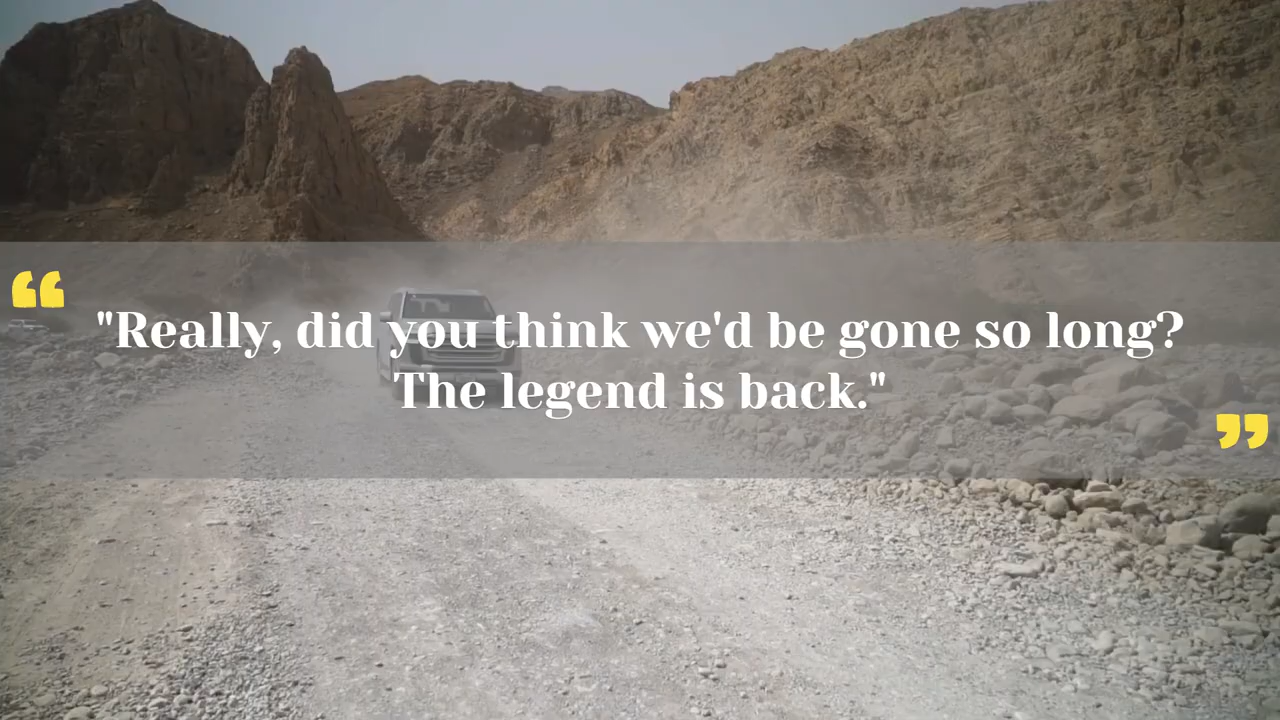 "Really, did you think we'd be gone so long?
The legend is back."